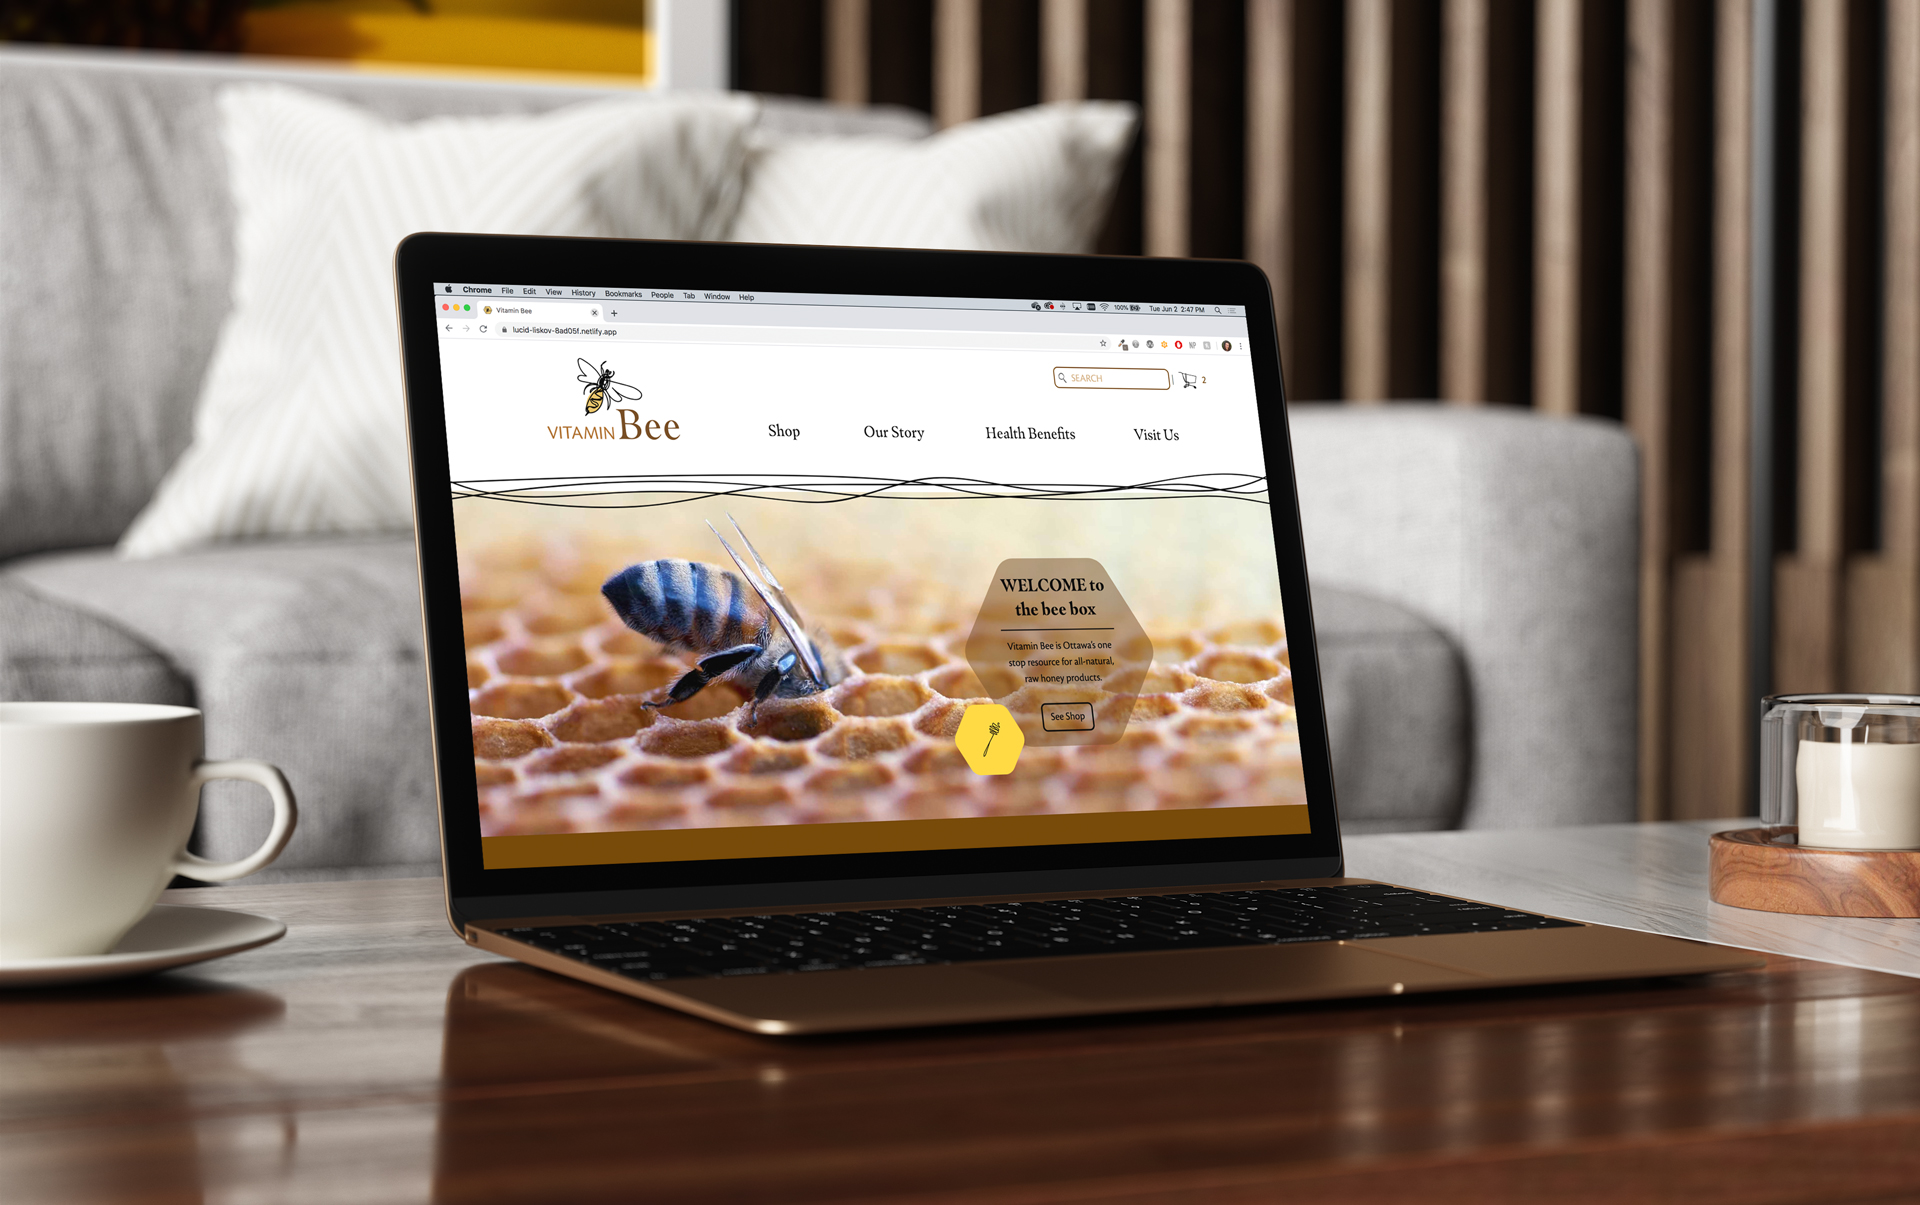 Chrome File Edit View History Bookmarks People Tab Window Help
100% Tue Jun 2 2:47 PM
Vitamin Bee
lucid-liskov-8ad05f.netlify.app
SEARCH
2
VITAMIN Bee
Shop
Our Story
Health Benefits
Visit Us
WELCOME to
the bee box
Vitamin Bee is Ottawa's one
stop resource for all-natural,
raw honey products.
See Shop